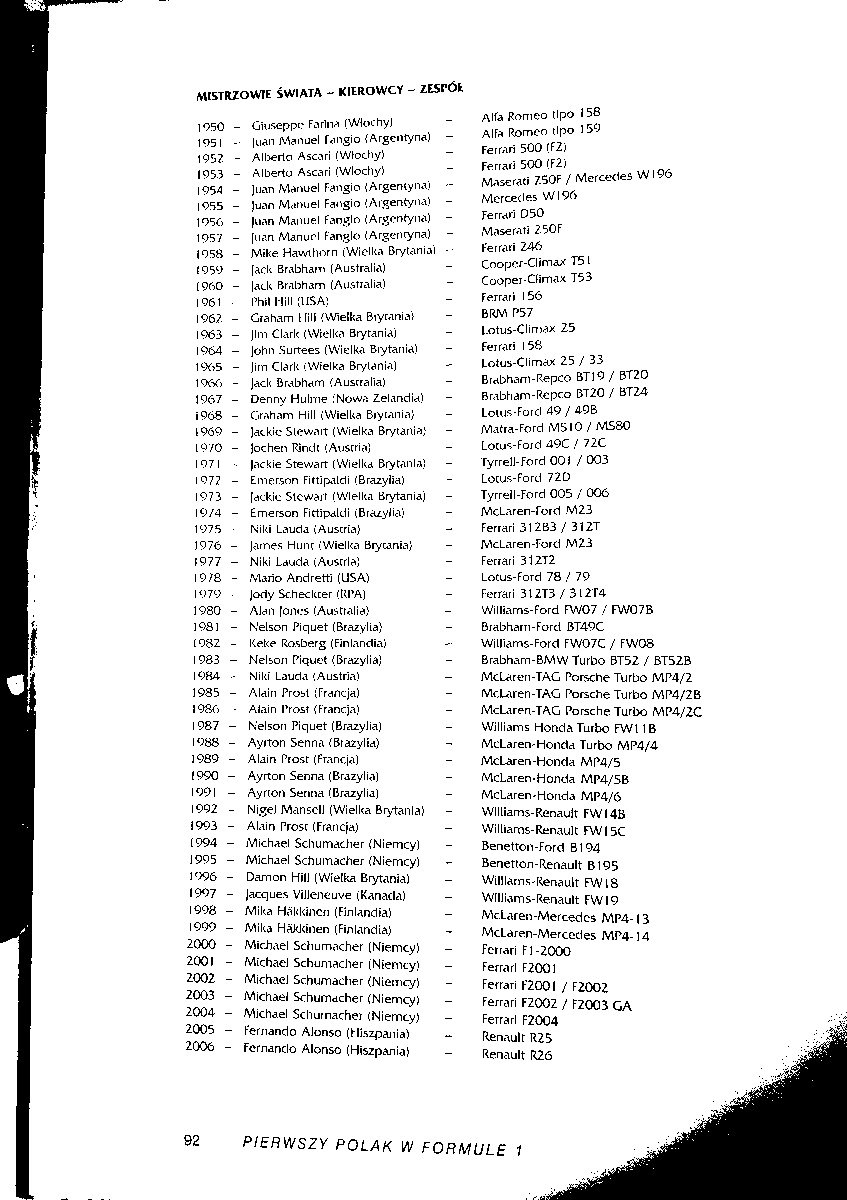 MISTRZOWIE ŚWIATA – KIEROWCY – ZESPÓŁ
1950 – Giuseppe Farina (Włochy) – Alfa Romeo tipo 158
1951 – Juan Manuel Fangio (Argentyna) – Alfa Romeo tipo 159
1952 – Alberto Ascari (Włochy) – Ferrari 500 (F2)
1953 – Alberto Ascari (Włochy) – Ferrari 500 (F2)
1954 – Juan Manuel Fangio (Argentyna) – Maserati 250F / Mercedes W196
1955 – Juan Manuel Fangio (Argentyna) – Mercedes W196
1956 – Juan Manuel Fangio (Argentyna) – Ferrari D50
1957 – Juan Manuel Fangio (Argentyna) – Maserati 250F
1958 – Mike Hawthorn (Wielka Brytania) – Ferrari 246
1959 – Jack Brabham (Australia) – Cooper-Climax T51
1960 – Jack Brabham (Australia) – Cooper-Climax T53
1961 – Phil Hill (USA) – Ferrari 156
1962 – Graham Hill (Wielka Brytania) – BRM P57
1963 – Jim Clark (Wielka Brytania) – Lotus-Climax 25
1964 – John Surtees (Wielka Brytania) – Ferrari 158
1965 – Jim Clark (Wielka Brytania) – Lotus-Climax 25 / 33
1966 – Jack Brabham (Australia) – Brabham-Repco BT19 / BT20
1967 – Denny Hulme (Nowa Zelandia) – Brabham-Repco BT20 / BT24
1968 – Graham Hill (Wielka Brytania) – Lotus-Ford 49 / 49B
1969 – Jackie Stewart (Wielka Brytania) – Matra-Ford MS10 / MS80
1970 – Jochen Rindt (Austria) – Lotus-Ford 49C / 72C
1971 – Jackie Stewart (Wielka Brytania) – Tyrrell-Ford 001 / 003
1972 – Emerson Fittipaldi (Brazylia) – Lotus-Ford 72D
1973 – Jackie Stewart (Wielka Brytania) – Tyrrell-Ford 005 / 006
1974 – Emerson Fittipaldi (Brazylia) – McLaren-Ford M23
1975 – Niki Lauda (Austria) – Ferrari 312B3 / 312T
1976 – James Hunt (Wielka Brytania) – McLaren-Ford M23
1977 – Niki Lauda (Austria) – Ferrari 312T2
1978 – Mario Andretti (USA) – Lotus-Ford 78 / 79
1979 – Jody Scheckter (RPA) – Ferrari 312T3 / 312T4
1980 – Alan Jones (Australia) – Williams-Ford FW07 / FW07B
1981 – Nelson Piquet (Brazylia) – Brabham-Ford BT49C
1982 – Keke Rosberg (Finlandia) – Williams-Ford FW07C / FW08
1983 – Nelson Piquet (Brazylia) – Brabham-BMW Turbo BT52 / BT52B
1984 – Niki Lauda (Austria) – McLaren-TAG Porsche Turbo MP4/2
1985 – Alain Prost (Francja) – McLaren-TAG Porsche Turbo MP4/2B
1986 – Alain Prost (Francja) – McLaren-TAG Porsche Turbo MP4/2C
1987 – Nelson Piquet (Brazylia) – Williams Honda Turbo FW11B
1988 – Ayrton Senna (Brazylia) – McLaren-Honda Turbo MP4/4
1989 – Alain Prost (Francja) – McLaren-Honda MP4/5
1990 – Ayrton Senna (Brazylia) – McLaren-Honda MP4/5B
1991 – Ayrton Senna (Brazylia) – McLaren-Honda MP4/6
1992 – Nigel Mansell (Wielka Brytania) – Williams-Renault FW14B
1993 – Alain Prost (Francja) – Williams-Renault FW15C
1994 – Michael Schumacher (Niemcy) – Benetton-Ford B194
1995 – Michael Schumacher (Niemcy) – Benetton-Renault B195
1996 – Damon Hill (Wielka Brytania) – Williams-Renault FW18
1997 – Jacques Villeneuve (Kanada) – Williams-Renault FW19
1998 – Mika Häkkinen (Finlandia) – McLaren-Mercedes MP4-13
1999 – Mika Häkkinen (Finlandia) – McLaren-Mercedes MP4-14
2000 – Michael Schumacher (Niemcy) – Ferrari F1-2000
2001 – Michael Schumacher (Niemcy) – Ferrari F2001
2002 – Michael Schumacher (Niemcy) – Ferrari F2001 / F2002
2003 – Michael Schumacher (Niemcy) – Ferrari F2002 / F2003 GA
2004 – Michael Schumacher (Niemcy) – Ferrari F2004
2005 – Fernando Alonso (Hiszpania) – Renault R25
2006 – Fernando Alonso (Hiszpania) – Renault R26
92 PIERWSZY POLAK W FORMULE 1